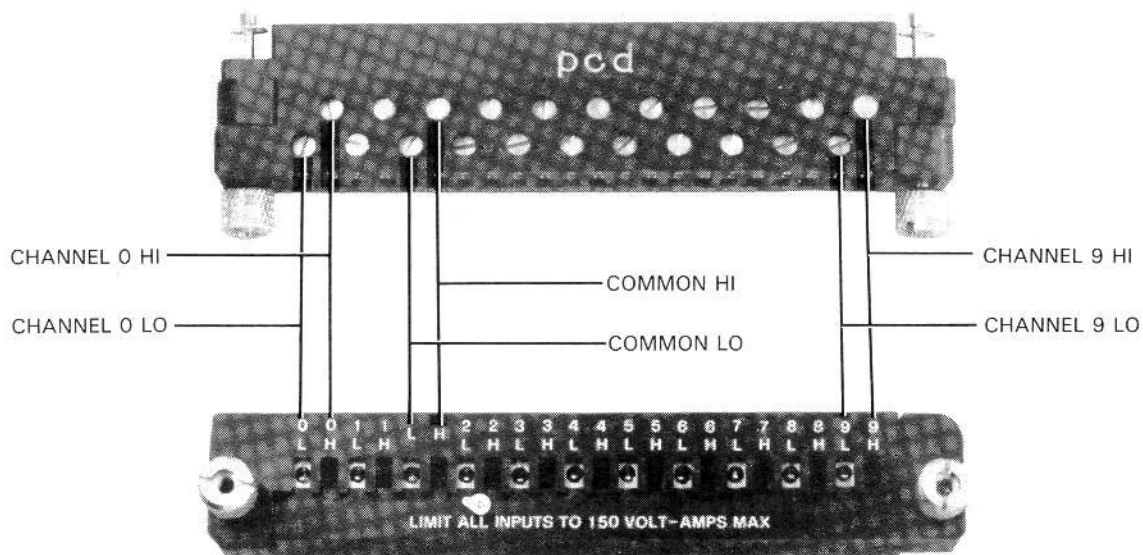 pcd
CHANNEL 0 HI
CHANNEL 0 LO
COMMON HI
COMMON LO
CHANNEL 9 HI
CHANNEL 9 LO
0 0 1 1 L H 2 2 3 3 4 4 5 5 6 6 7 7 8 8 9 9
L H L H L H L H L H L H L H L H L H L H
LIMIT ALL INPUTS TO 150 VOLT-AMPS MAX